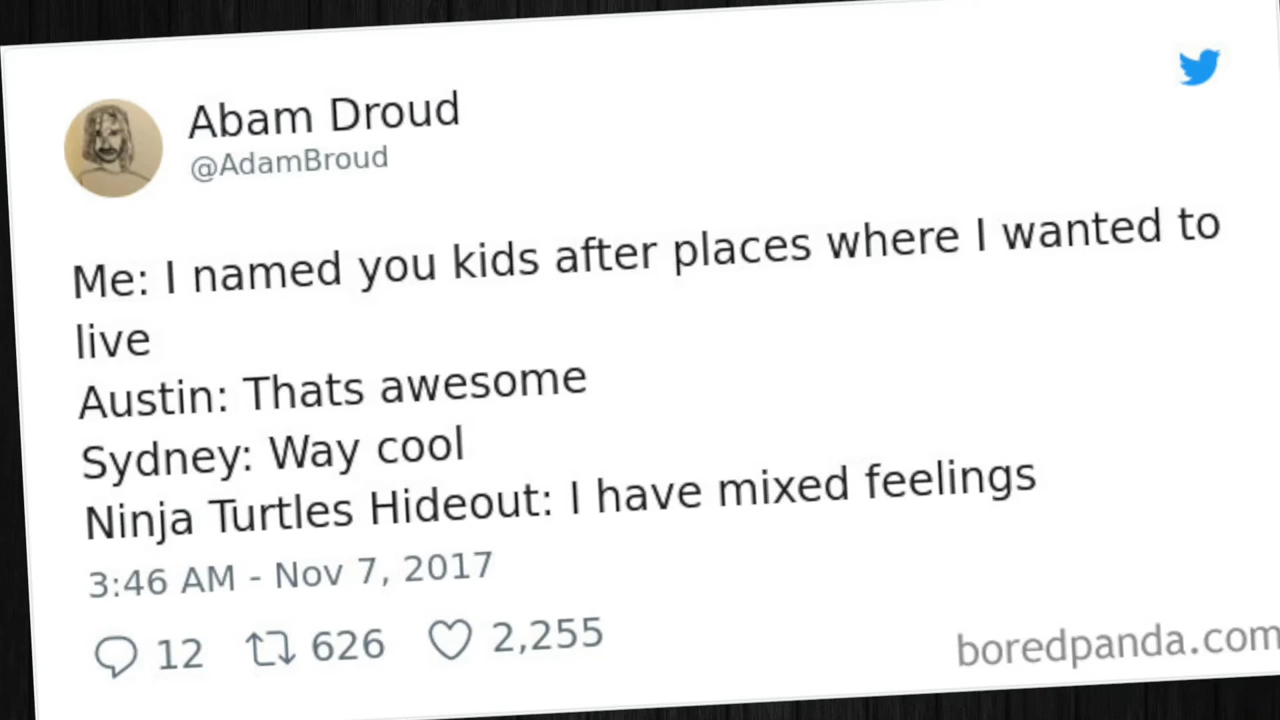 Abam Droud
@AdamBroud
Me: I named you kids after places where I wanted to
live
Austin: Thats awesome
Sydney: Way cool
Ninja Turtles Hideout: I have mixed feelings
3:46 AM - Nov 7, 2017
12 626 2,255
boredpanda.com